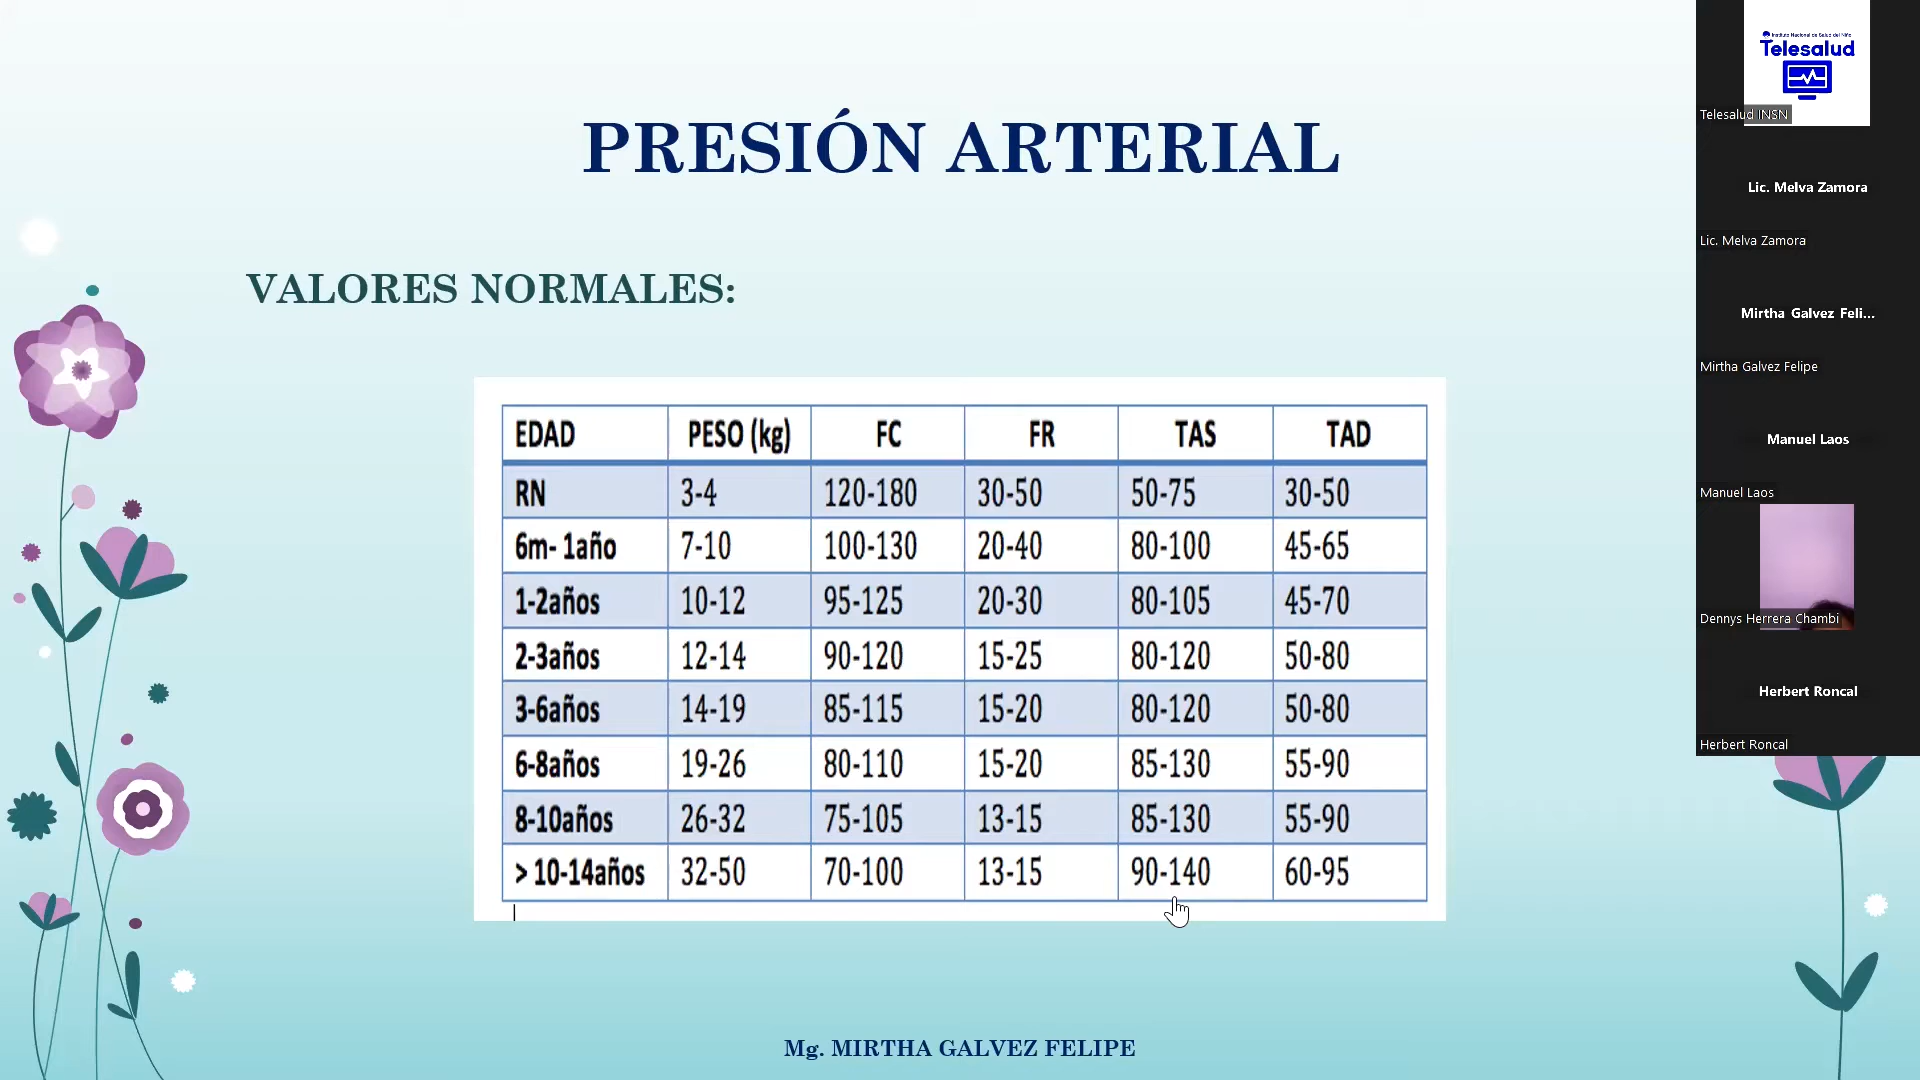 PRESIÓN ARTERIAL
VALORES NORMALES:
EDAD PESO (kg) FC FR TAS TAD
RN 3-4 120-180 30-50 50-75 30-50
6m- 1año 7-10 100-130 20-40 80-100 45-65
1-2años 10-12 95-125 20-30 80-105 45-70
2-3años 12-14 90-120 15-25 80-120 50-80
3-6años 14-19 85-115 15-20 80-120 50-80
6-8años 19-26 80-110 15-20 85-130 55-90
8-10años 26-32 75-105 13-15 85-130 55-90
> 10-14años 32-50 70-100 13-15 90-140 60-95
Mg. MIRTHA GALVEZ FELIPE
Instituto Nacional de Salud del Niño
Telesalud
Telesalud INSN
Lic. Melva Zamora
Lic. Melva Zamora
Mirtha Galvez Feli...
Mirtha Galvez Felipe
Manuel Laos
Manuel Laos
Dennys Herrera Chambi
Herbert Roncal
Herbert Roncal